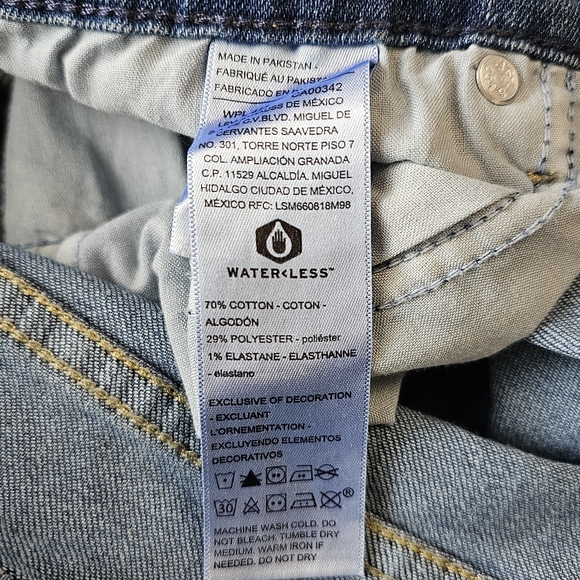 MADE IN PAKISTAN -
FABRIQUÉ AU
FABRICADO EN
WPL
DE MÉXICO
C.V.BLVD. MIGUEL DE
CERVANTES SAAVEDRA
NO. 301, TORRE NORTE PISO 7
COL. AMPLIACIÓN GRANADA
C.P. 11529 ALCALDÍA. MIGUEL
HIDALGO CIUDAD DE MÉXICO,
MÉXICO RFC: LSM660818M98
WATER<LESS™
70% COTTON - COTON -
ALGODÓN
29% POLYESTER - poliéster
1% ELASTANE - ELASTHANNE
- elastano
EXCLUSIVE OF DECORATION
- EXCLUANT
L'ORNEMENTATION -
EXCLUYENDO ELEMENTOS
DECORATIVOS
30 ®
MACHINE WASH COLD. DO
NOT BLEACH. TUMBLE DRY
MEDIUM. WARM IRON IF
NEEDED. DO NOT DRY